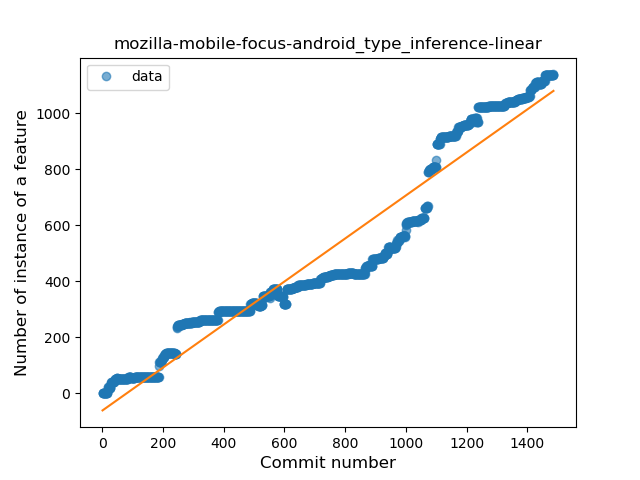 mozilla-mobile-focus-android_type_inference-linear
data
Number of instance of a feature
1000
800
600
400
200
0
0 200 400 600 800 1000 1200 1400
Commit number